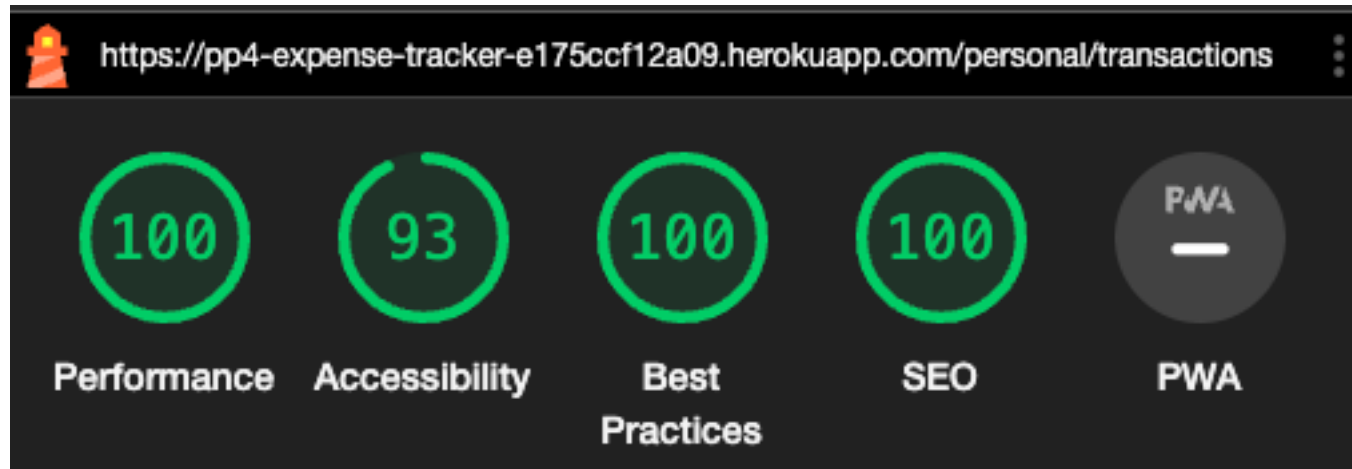 https://pp4-expense-tracker-e175ccf12a09.herokuapp.com/personal/transactions
100
93
100
100
PWA
Performance
Accessibility
Best
Practices
SEO
PWA